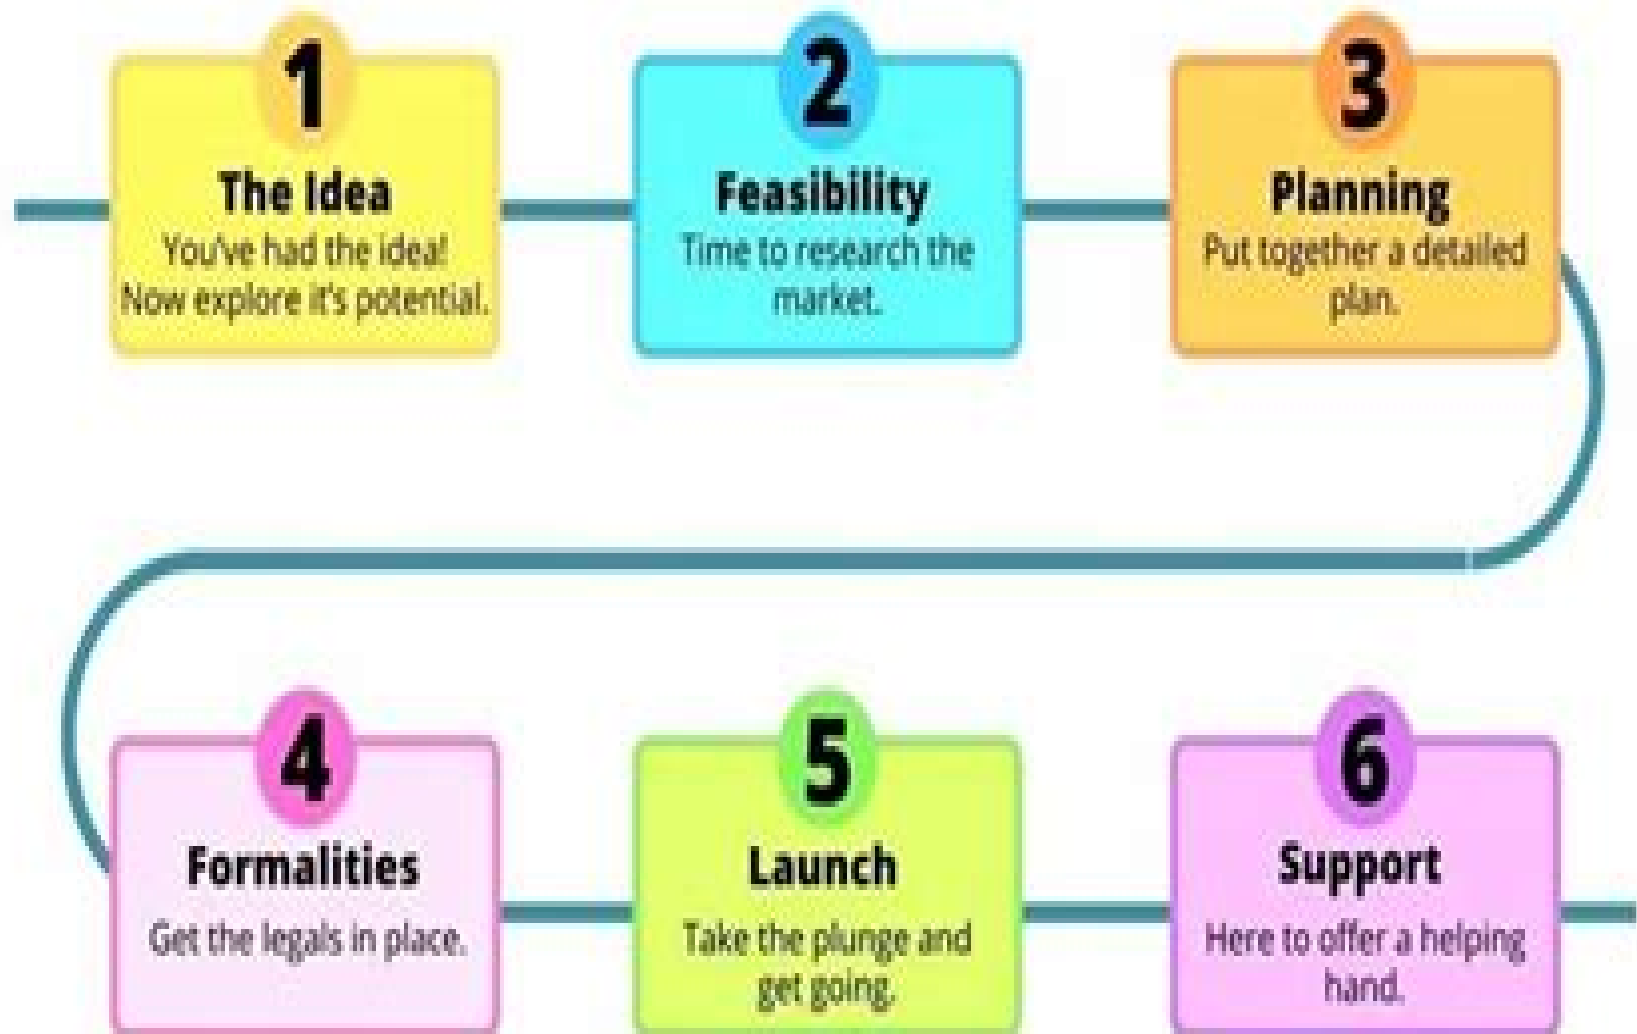 1
The Idea
You've had the idea!
Now explore it's potential.
2
Feasibility
Time to research the
market.
3
Planning
Put together a detailed
plan.
4
Formalities
Get the legals in place.
5
Launch
Take the plunge and
get going.
6
Support
Here to offer a helping
hand.